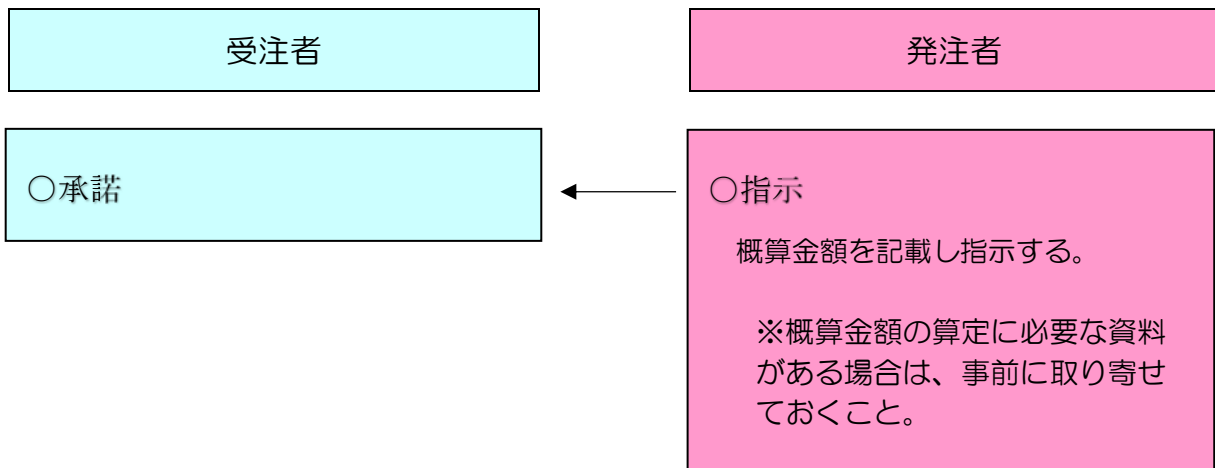 受注者
発注者
○承諾
○指示
概算金額を記載し指示する。
※概算金額の算定に必要な資料
がある場合は、事前に取り寄せ
ておくこと。